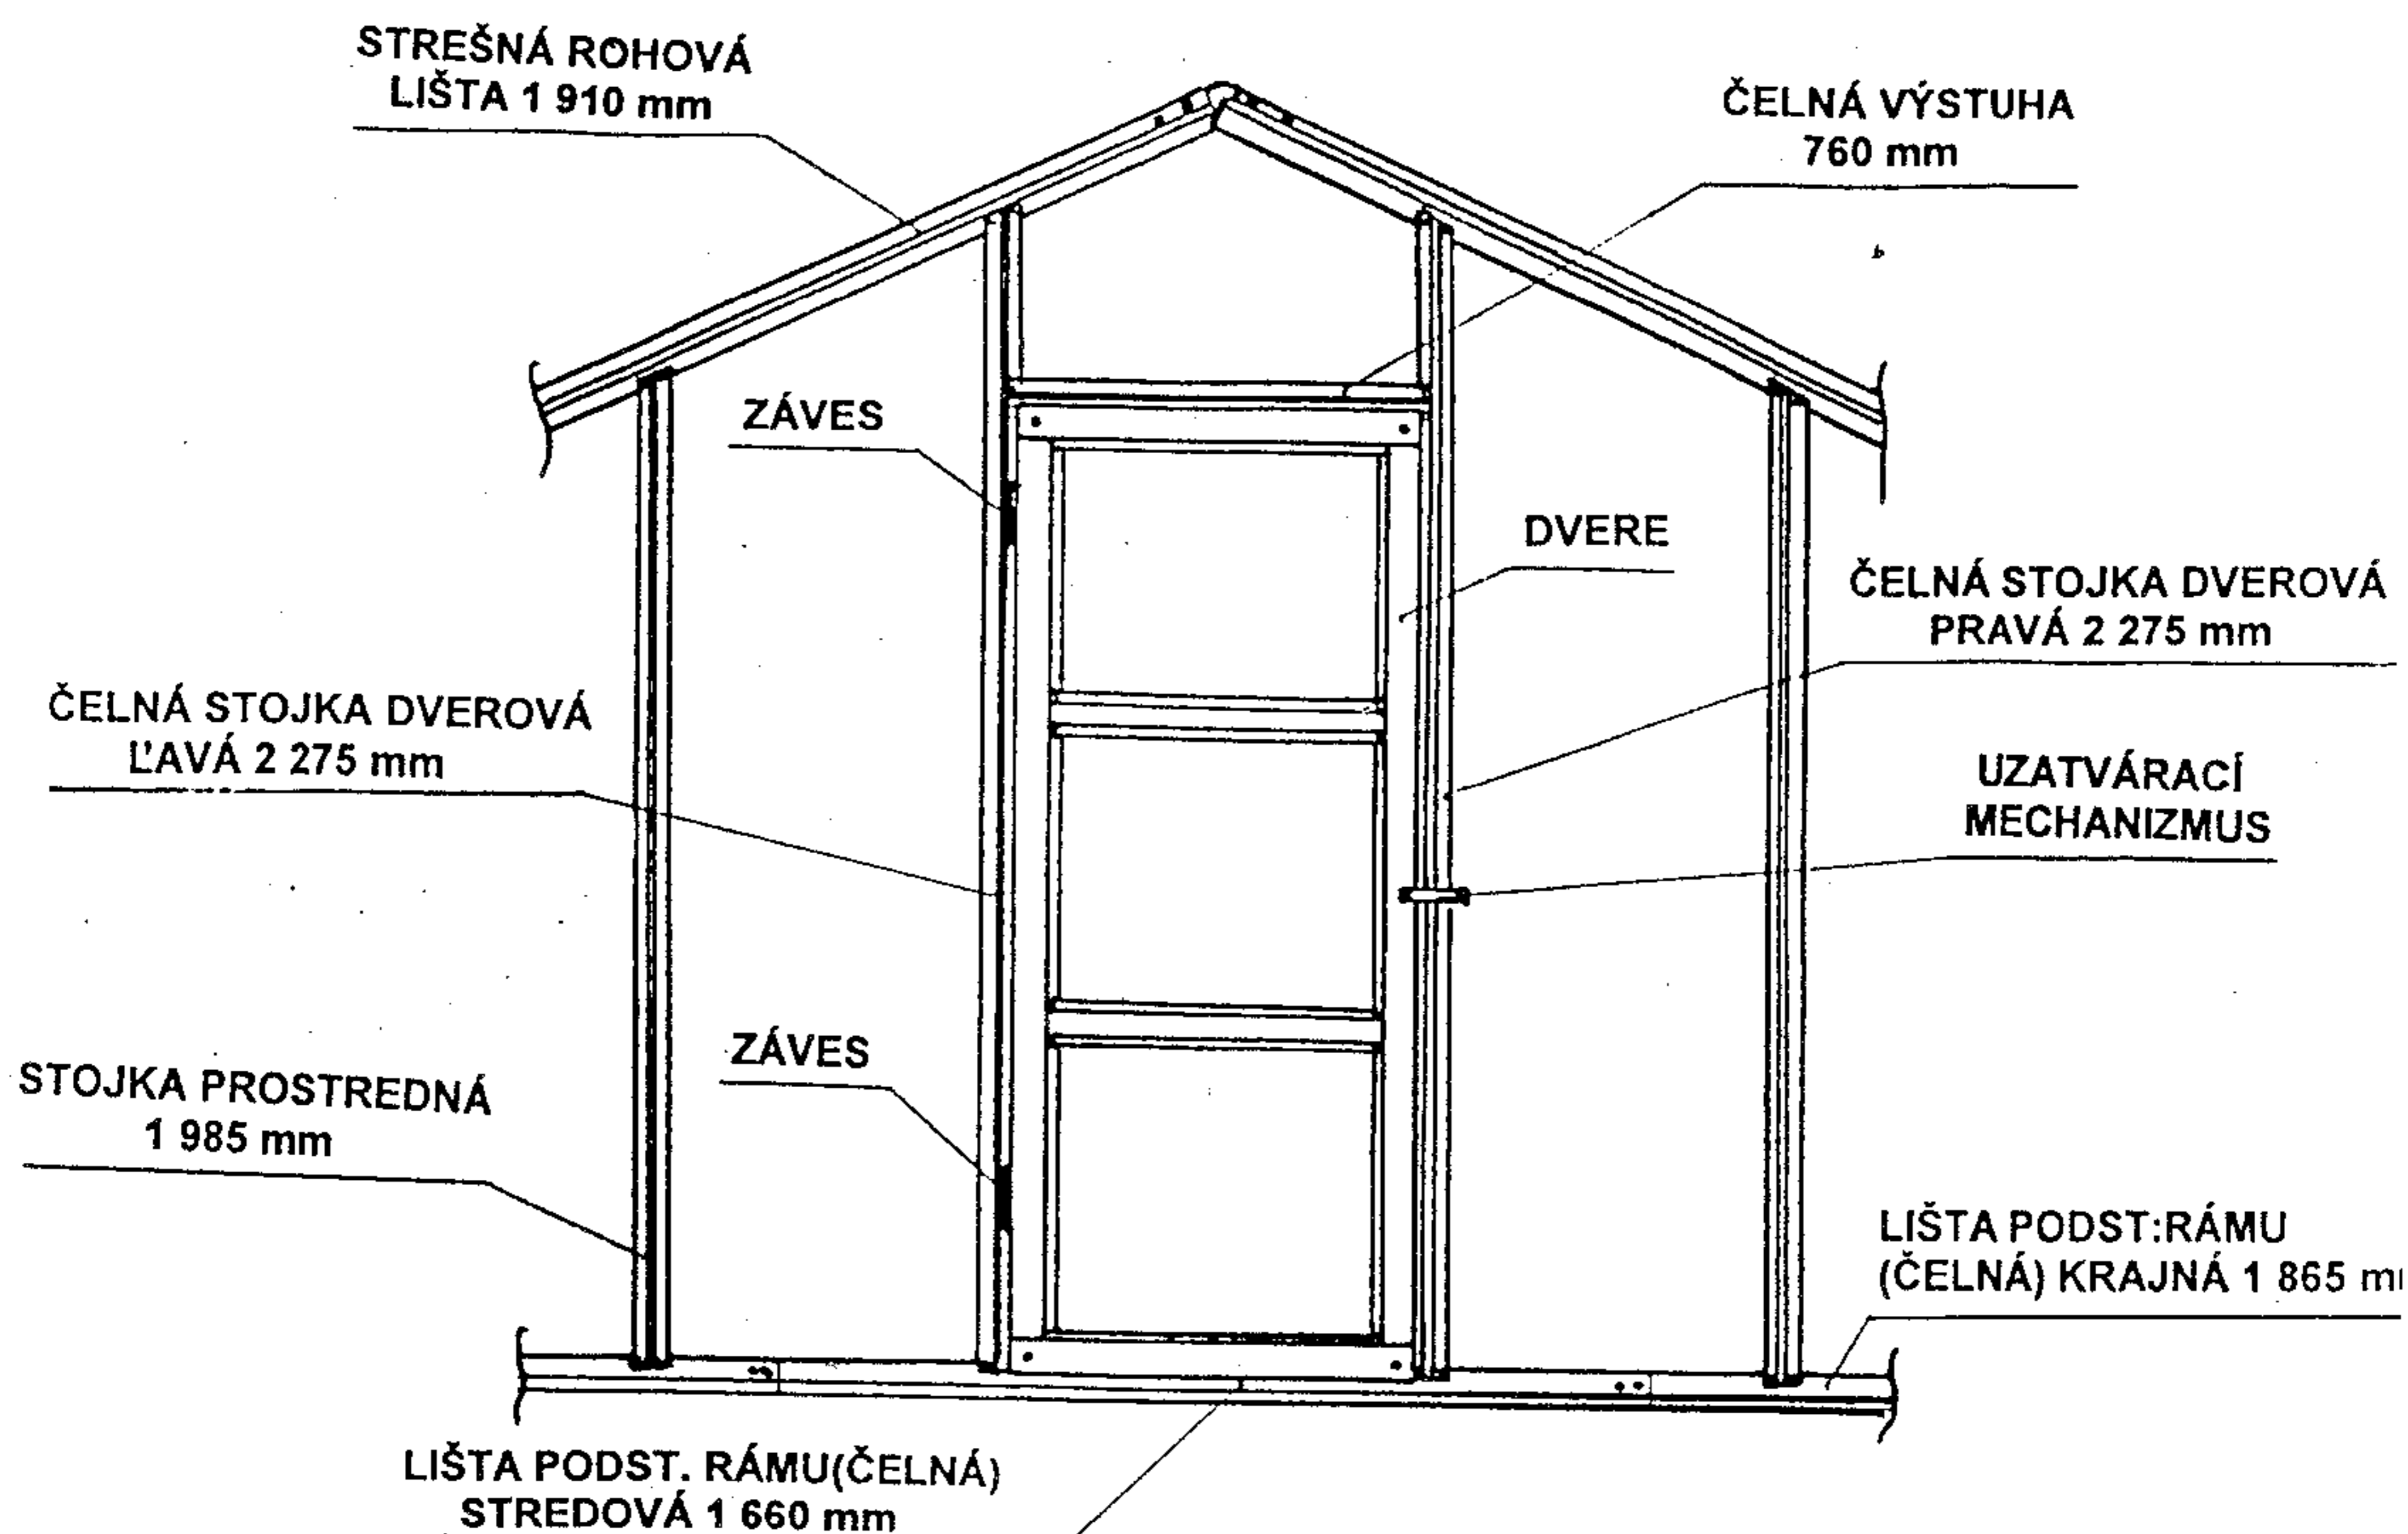 STREŠNÁ ROHOVÁ
LIŠTA 1 910 mm
ČELNÁ VÝSTUHA
760 mm
ZÁVES
DVERE
ČELNÁ STOJKA DVEROVÁ
PRAVÁ 2 275 mm
ČELNÁ STOJKA DVEROVÁ
ĽAVÁ 2 275 mm
UZATVÁRACÍ
MECHANIZMUS
ZÁVES
STOJKA PROSTREDNÁ
1 985 mm
LIŠTA PODST:RÁMU
(ČELNÁ) KRAJNÁ 1 865 m
LIŠTA PODST. RÁMU(ČELNÁ)
STREDOVÁ 1 660 mm